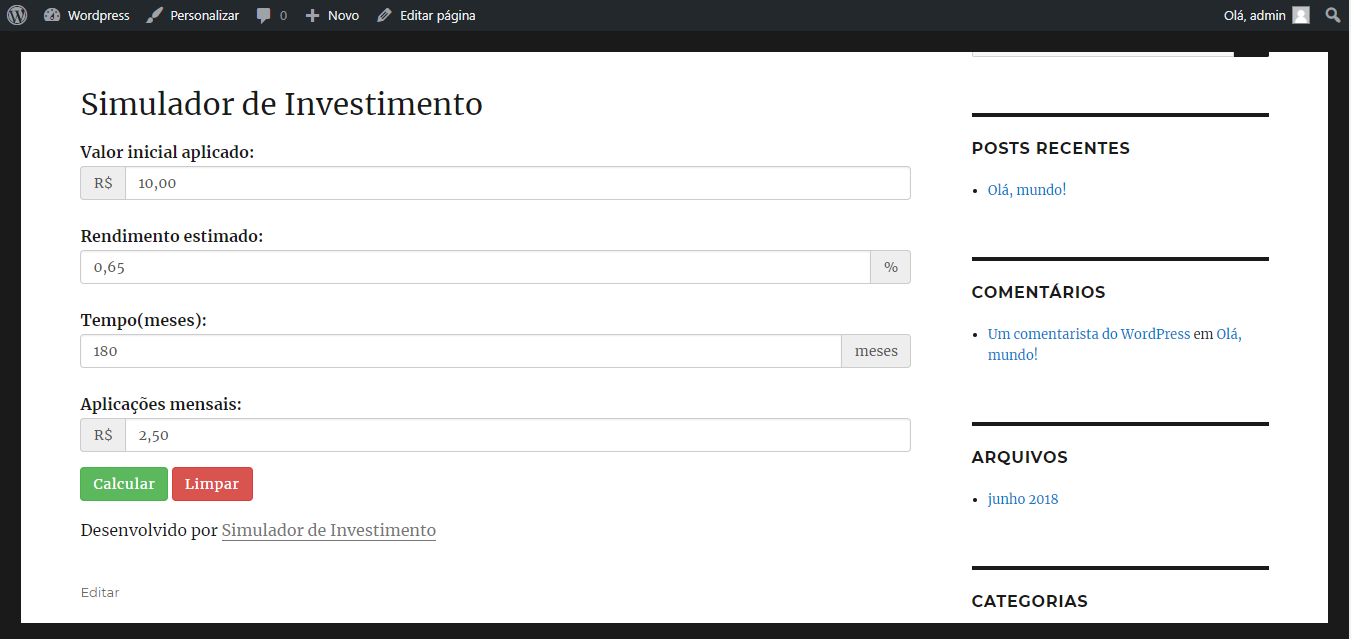 Wordpress Personalizar 0 Novo Editar página Olá, admin
Simulador de Investimento
Valor inicial aplicado:
R$ 10,00
Rendimento estimado:
0,65 %
Tempo(meses):
180 meses
Aplicações mensais:
R$ 2,50
Calcular Limpar
Desenvolvido por Simulador de Investimento
Editar
POSTS RECENTES
Olá, mundo!
COMENTÁRIOS
Um comentarista do WordPress em Olá,
mundo!
ARQUIVOS
junho 2018
CATEGORIAS